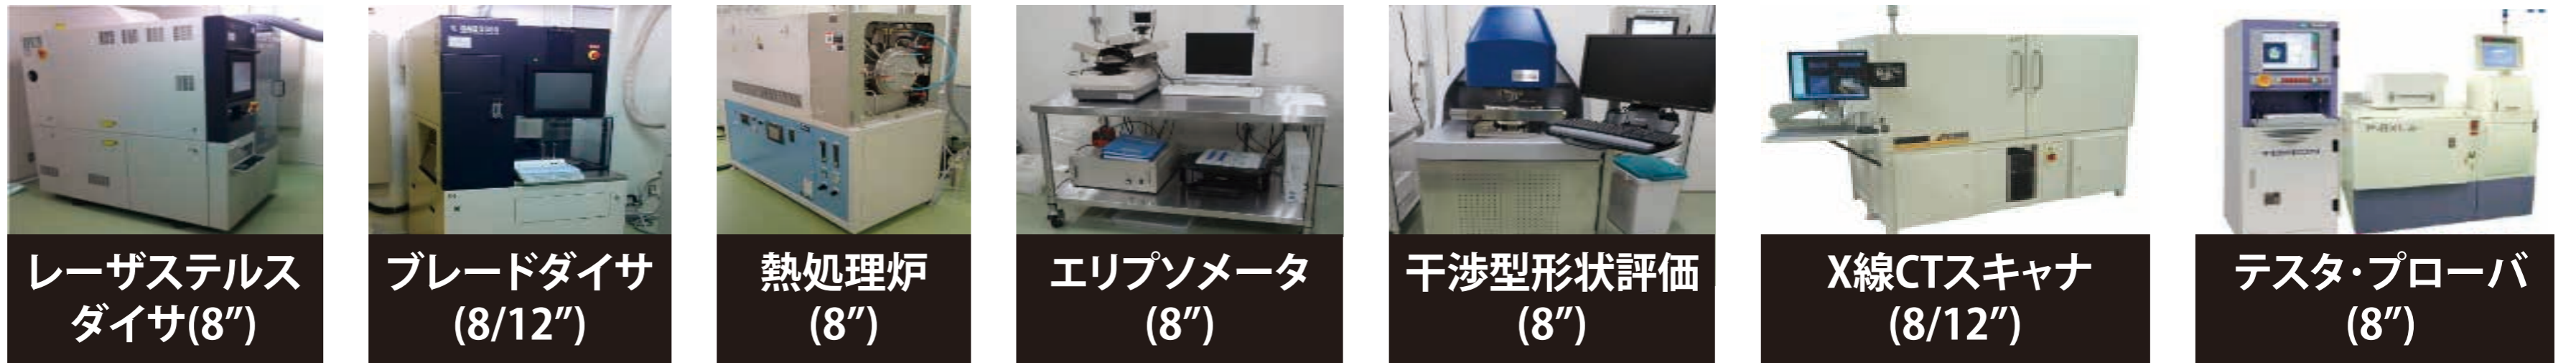 レーザステルス
ダイサ(8″)
ブレードダイサ
(8/12″)
熱処理炉
(8″)
エリプソメータ
(8″)
干渉型形状評価
(8″)
X線CTスキャナ
(8/12″)
テスタ・プローバ
(8″)